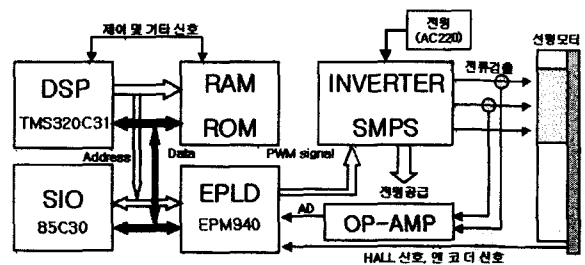 제어 및 기타 신호
전원
(AC220)
선형모터
DSP
TMS320C31
RAM
ROM
INVERTER
SMPS
전류검출
Address
Data
PWM signal
전원공급
SIO
85C30
EPLD
EPM940
AD
OP-AMP
HALL 신호, 엔 코 더 신호